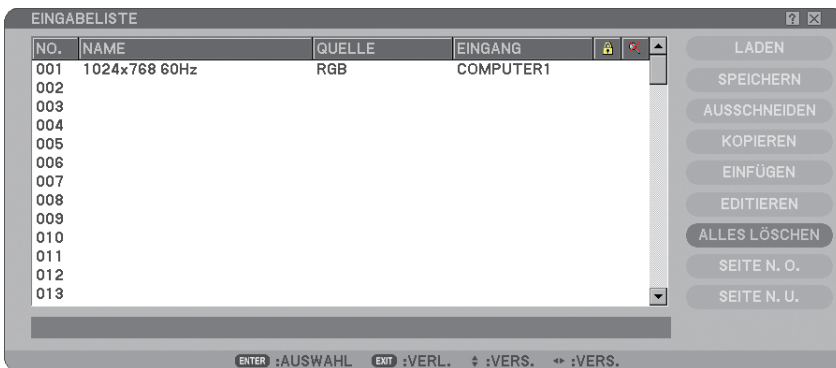 EINGABELISTE
NO. NAME QUELLE EINGANG
001 1024x768 60Hz RGB COMPUTER1
002
003
004
005
006
007
008
009
010
011
012
013
LADEN
SPEICHERN
AUSSCHNEIDEN
KOPIEREN
EINFÜGEN
EDITIEREN
ALLES LÖSCHEN
SEITE N. O.
SEITE N. U.
ENTER :AUSWAHL EXIT :VERL. :VERS. :VERS.